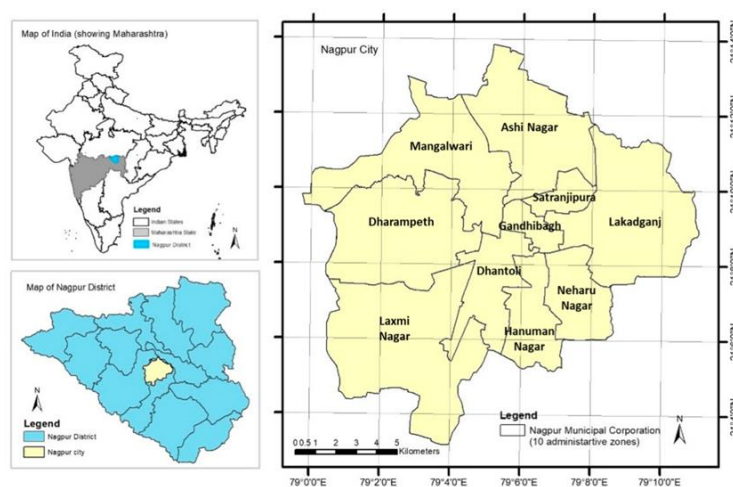 Map of India (showing Maharashtra)
Legend
Indian States
Maharashtra State
Nagpur District
N
Map of Nagpur District
N
Legend
Nagpur District
Nagpur city
Nagpur City
Ashi Nagar
Mangalwari
Satranjipura
Dharampeth
Gandhibagh
Lakadganj
Dhantoli
Neharu
Nagar
Laxmi
Nagar
Hanuman
Nagar
Legend
Nagpur Municipal Corporation
(10 administartive zones)
N
0 0.5 1 2 3 4 5
Kilometers
79°0'0"E 79°2'0"E 79°4'0"E 79°6'0"E 79°8'0"E 79°10'0"E